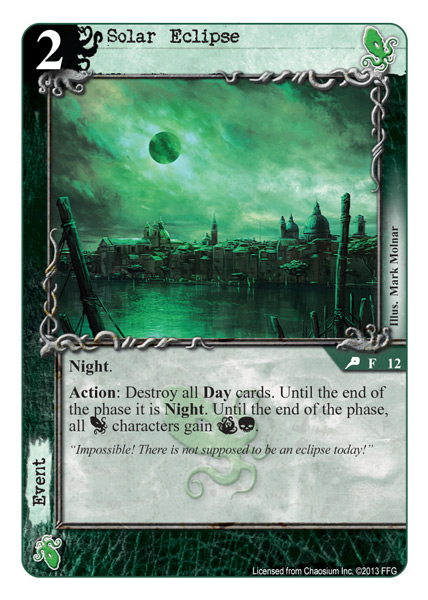 2
Solar Eclipse
Illus. Mark Molnar
F 12
Night.
Action: Destroy all Day cards. Until the end of
the phase it is Night. Until the end of the phase,
all characters gain .
“Impossible! There is not supposed to be an eclipse today!”
Event
Licensed from Chaosium Inc. ©2013 FFG